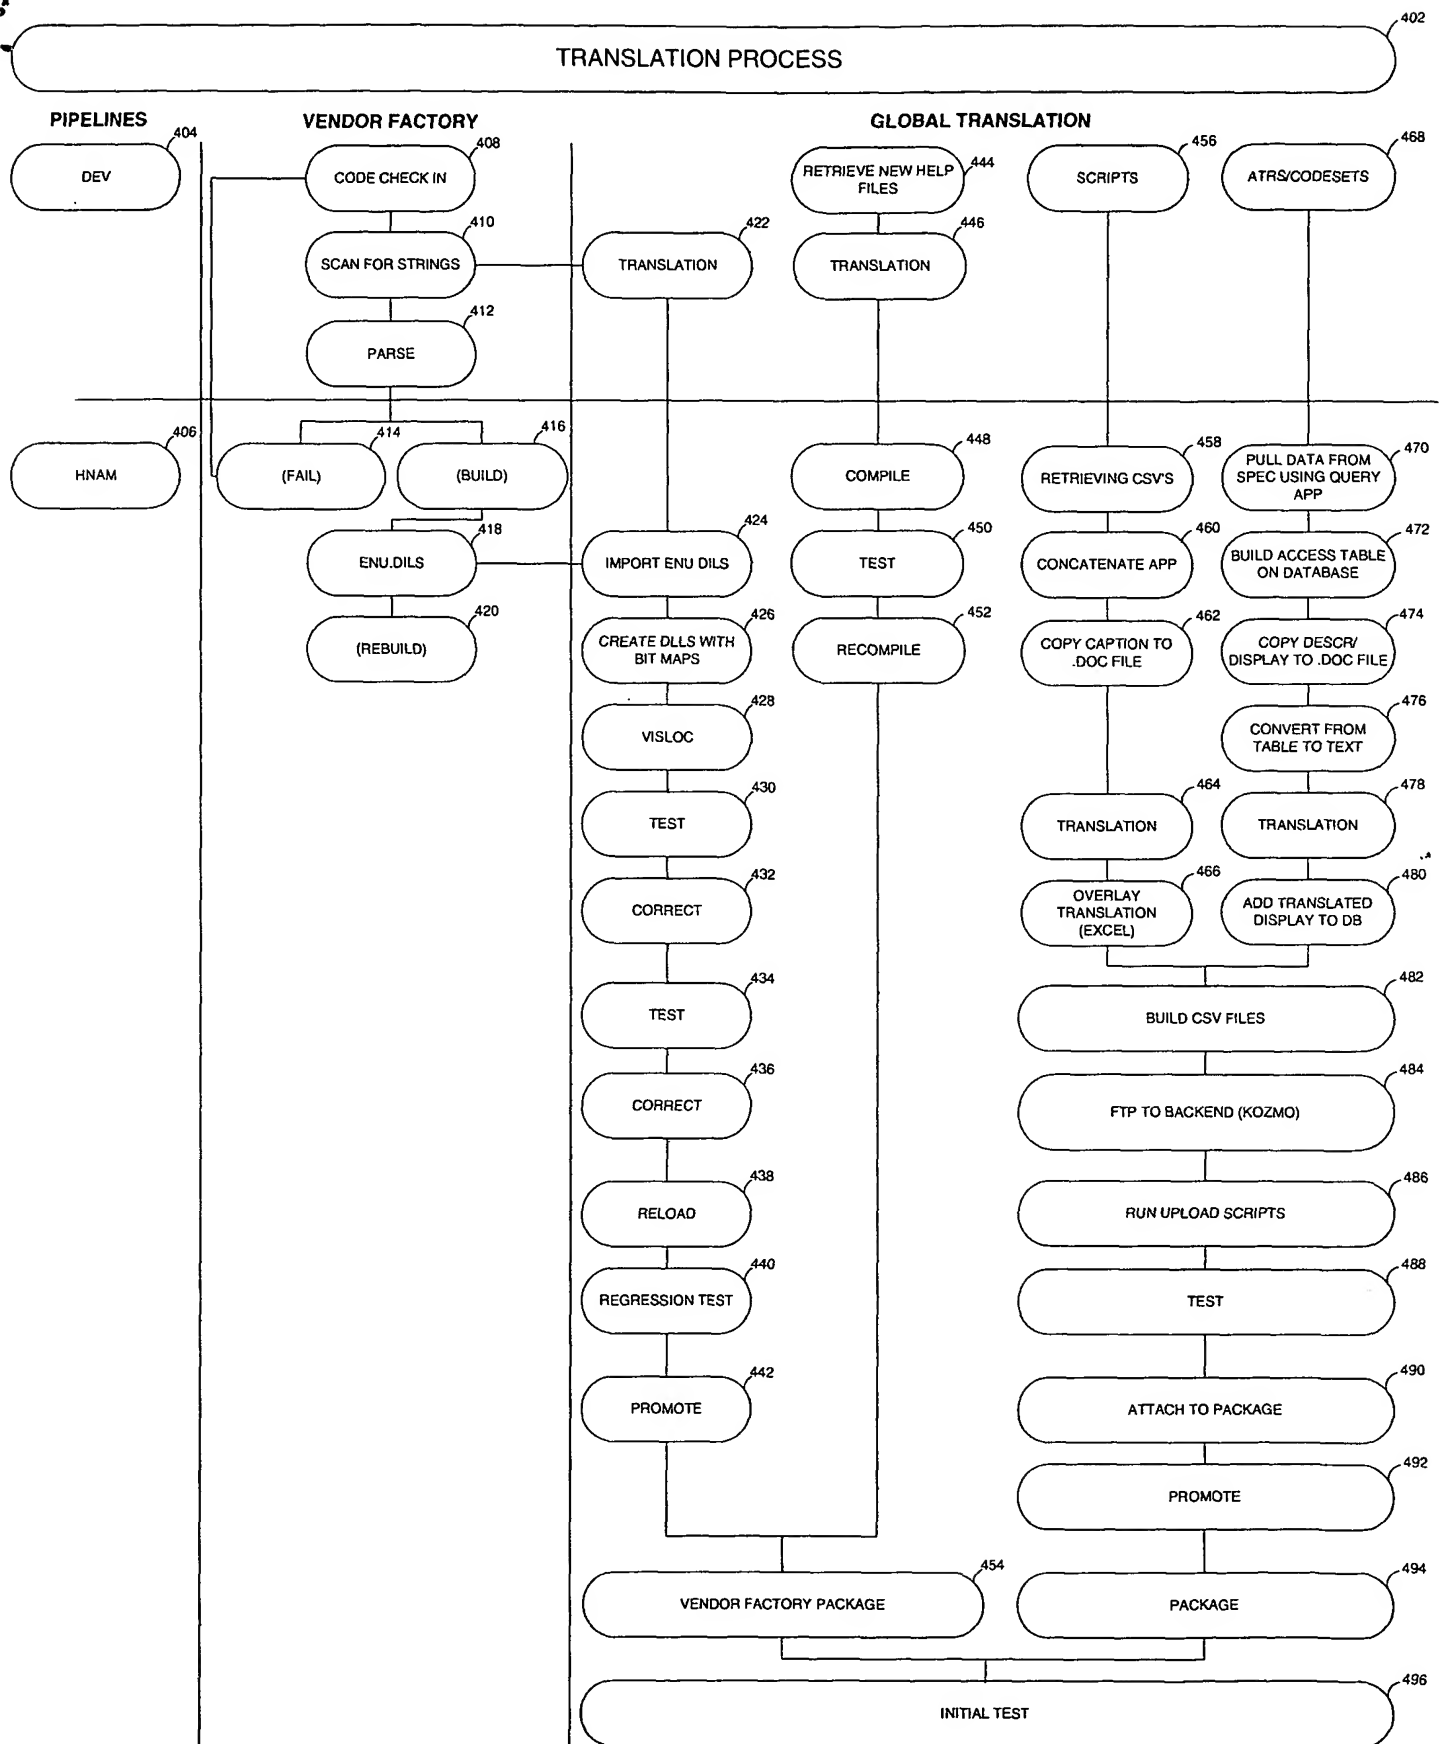 402
TRANSLATION PROCESS
PIPELINES
VENDOR FACTORY
GLOBAL TRANSLATION
404
DEV
408
CODE CHECK IN
444
RETRIEVE NEW HELP
FILES
456
SCRIPTS
468
ATRS/CODESETS
410
SCAN FOR STRINGS
422
TRANSLATION
446
TRANSLATION
412
PARSE
406
HNAM
414
(FAIL)
416
(BUILD)
448
COMPILE
458
RETRIEVING CSV'S
470
PULL DATA FROM
SPEC USING QUERY
APP
418
ENU.DILS
424
IMPORT ENU DILS
450
TEST
460
CONCATENATE APP
472
BUILD ACCESS TABLE
ON DATABASE
420
(REBUILD)
426
CREATE DLLS WITH
BIT MAPS
452
RECOMPILE
462
COPY CAPTION TO
.DOC FILE
474
COPY DESCR/
DISPLAY TO .DOC FILE
428
VISLOC
476
CONVERT FROM
TABLE TO TEXT
430
TEST
464
TRANSLATION
478
TRANSLATION
432
CORRECT
466
OVERLAY
TRANSLATION
(EXCEL)
480
ADD TRANSLATED
DISPLAY TO DB
434
TEST
482
BUILD CSV FILES
436
CORRECT
484
FTP TO BACKEND (KOZMO)
438
RELOAD
486
RUN UPLOAD SCRIPTS
440
REGRESSION TEST
488
TEST
442
PROMOTE
490
ATTACH TO PACKAGE
492
PROMOTE
454
VENDOR FACTORY PACKAGE
494
PACKAGE
496
INITIAL TEST